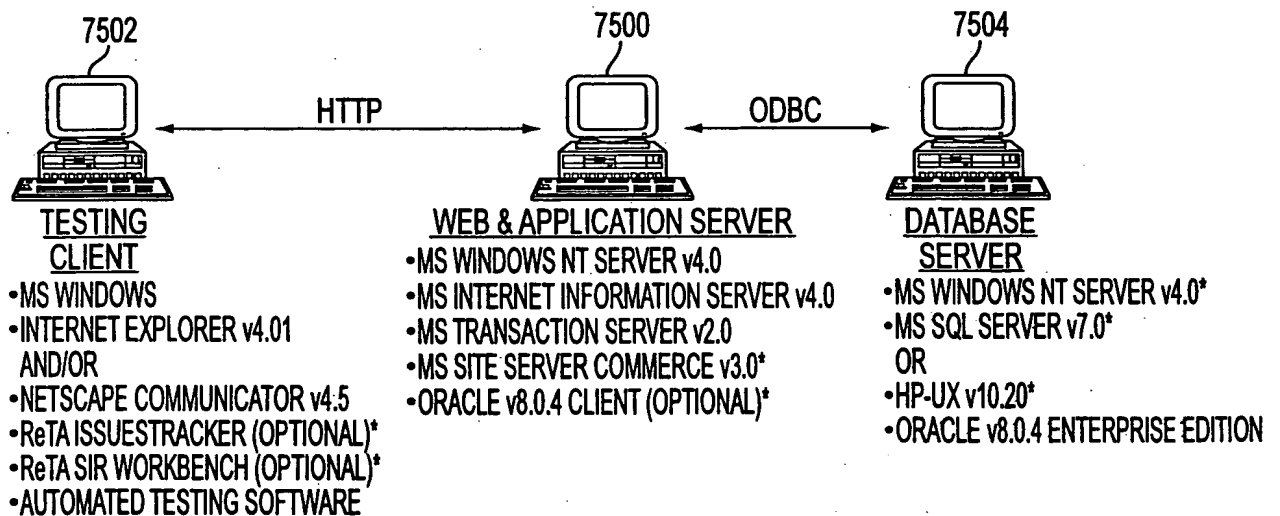 7502
7500
7504
HTTP
ODBC
TESTING
CLIENT
•MS WINDOWS
•INTERNET EXPLORER v4.01
AND/OR
•NETSCAPE COMMUNICATOR v4.5
•ReTA ISSUESTRACKER (OPTIONAL)*
•ReTA SIR WORKBENCH (OPTIONAL)*
•AUTOMATED TESTING SOFTWARE
WEB & APPLICATION SERVER
•MS WINDOWS NT SERVER v4.0
•MS INTERNET INFORMATION SERVER v4.0
•MS TRANSACTION SERVER v2.0
•MS SITE SERVER COMMERCE v3.0*
•ORACLE v8.0.4 CLIENT (OPTIONAL)*
DATABASE
SERVER
•MS WINDOWS NT SERVER v4.0*
•MS SQL SERVER v7.0*
OR
•HP-UX v10.20*
•ORACLE v8.0.4 ENTERPRISE EDITION